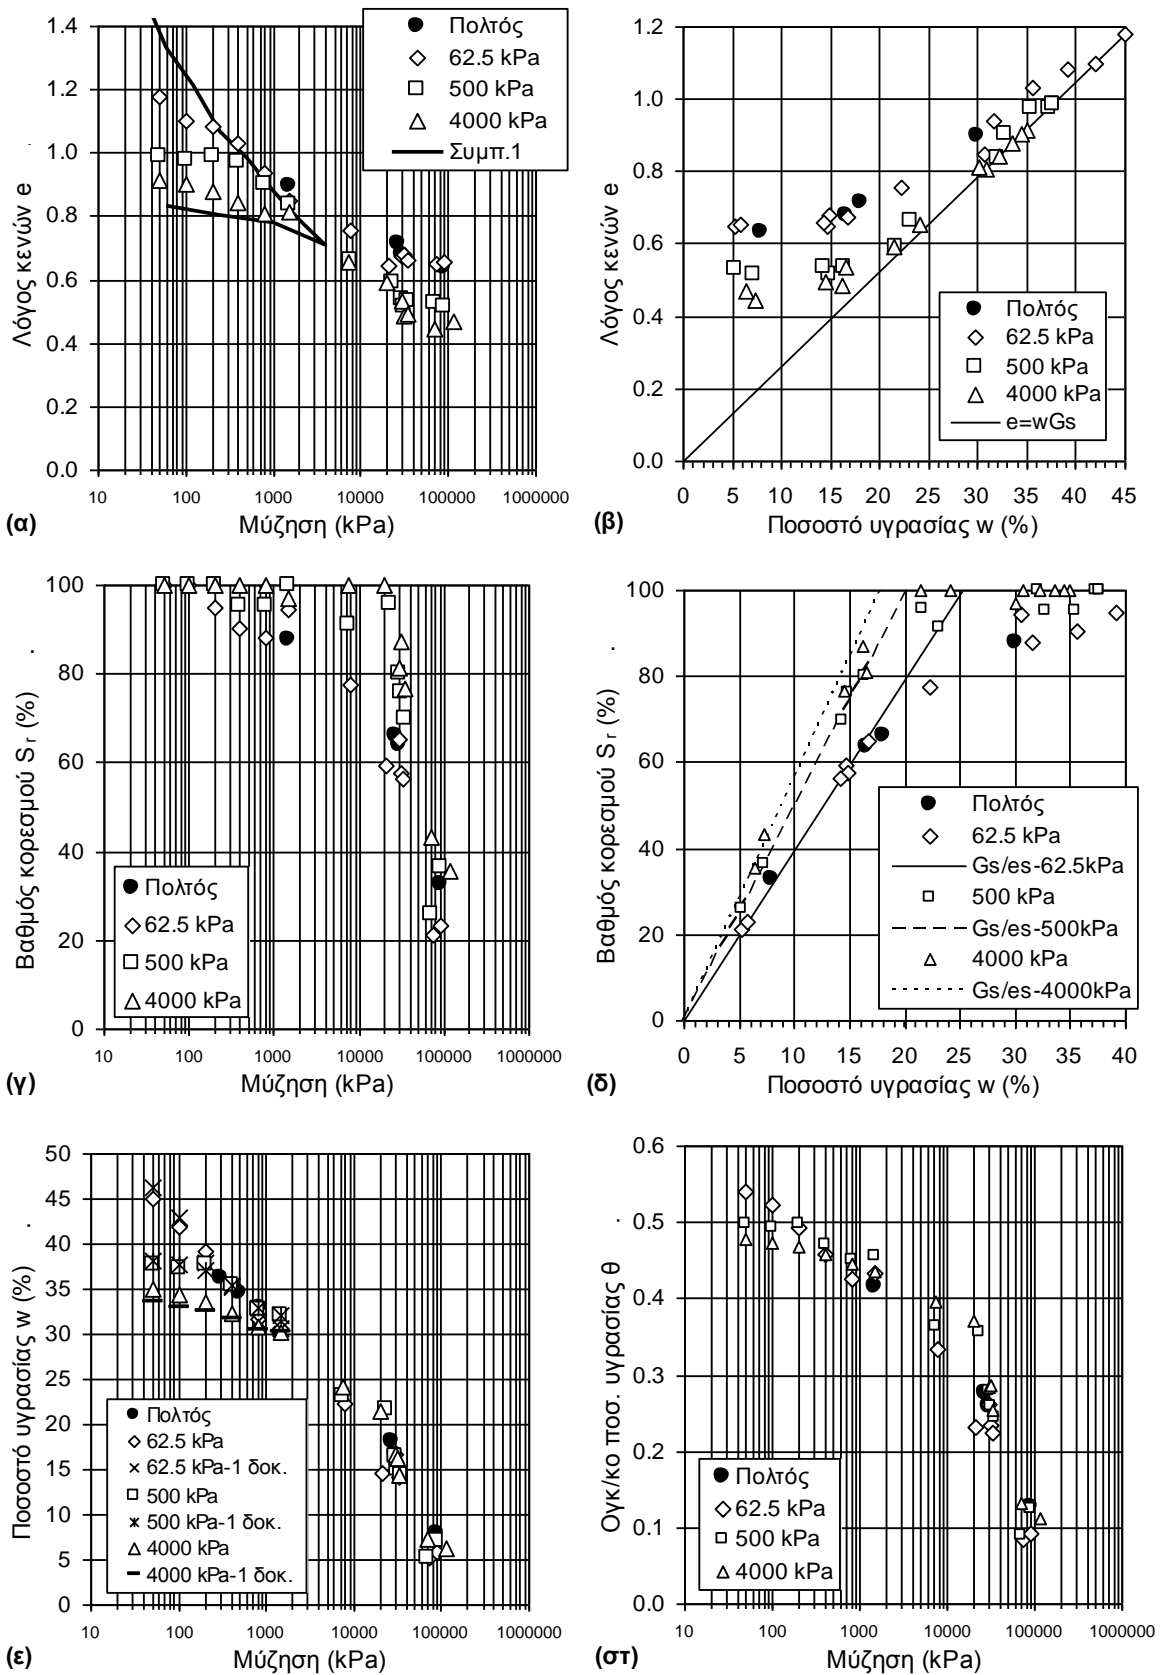 Λόγος κενών e
1.4
1.2
1.0
0.8
0.6
0.4
0.2
0.0
10
100
1000
10000
100000
1000000
Μύζηση (kPa)
Πολτός
62.5 kPa
500 kPa
4000 kPa
Συμπ.1
(α)
Λόγος κενών e
1.2
1.0
0.8
0.6
0.4
0.2
0.0
0
5
10
15
20
25
30
35
40
45
Ποσοστό υγρασίας w (%)
Πολτός
62.5 kPa
500 kPa
4000 kPa
e=wGs
(β)
Βαθμός κορεσμού Sr (%)
100
80
60
40
20
0
10
100
1000
10000
100000
1000000
Μύζηση (kPa)
Πολτός
62.5 kPa
500 kPa
4000 kPa
(γ)
Βαθμός κορεσμού Sr (%)
100
80
60
40
20
0
0
5
10
15
20
25
30
35
40
Ποσοστό υγρασίας w (%)
Πολτός
62.5 kPa
Gs/es-62.5kPa
500 kPa
Gs/es-500kPa
4000 kPa
Gs/es-4000kPa
(δ)
Ποσοστό υγρασίας w (%)
50
45
40
35
30
25
20
15
10
5
0
10
100
1000
10000
100000
1000000
Μύζηση (kPa)
Πολτός
62.5 kPa
62.5 kPa-1 δοκ.
500 kPa
500 kPa-1 δοκ.
4000 kPa
4000 kPa-1 δοκ.
(ε)
Ογκ/κο ποσ. υγρασίας θ
0.6
0.5
0.4
0.3
0.2
0.1
0.0
10
100
1000
10000
100000
1000000
Μύζηση (kPa)
Πολτός
62.5 kPa
500 kPa
4000 kPa
(στ)